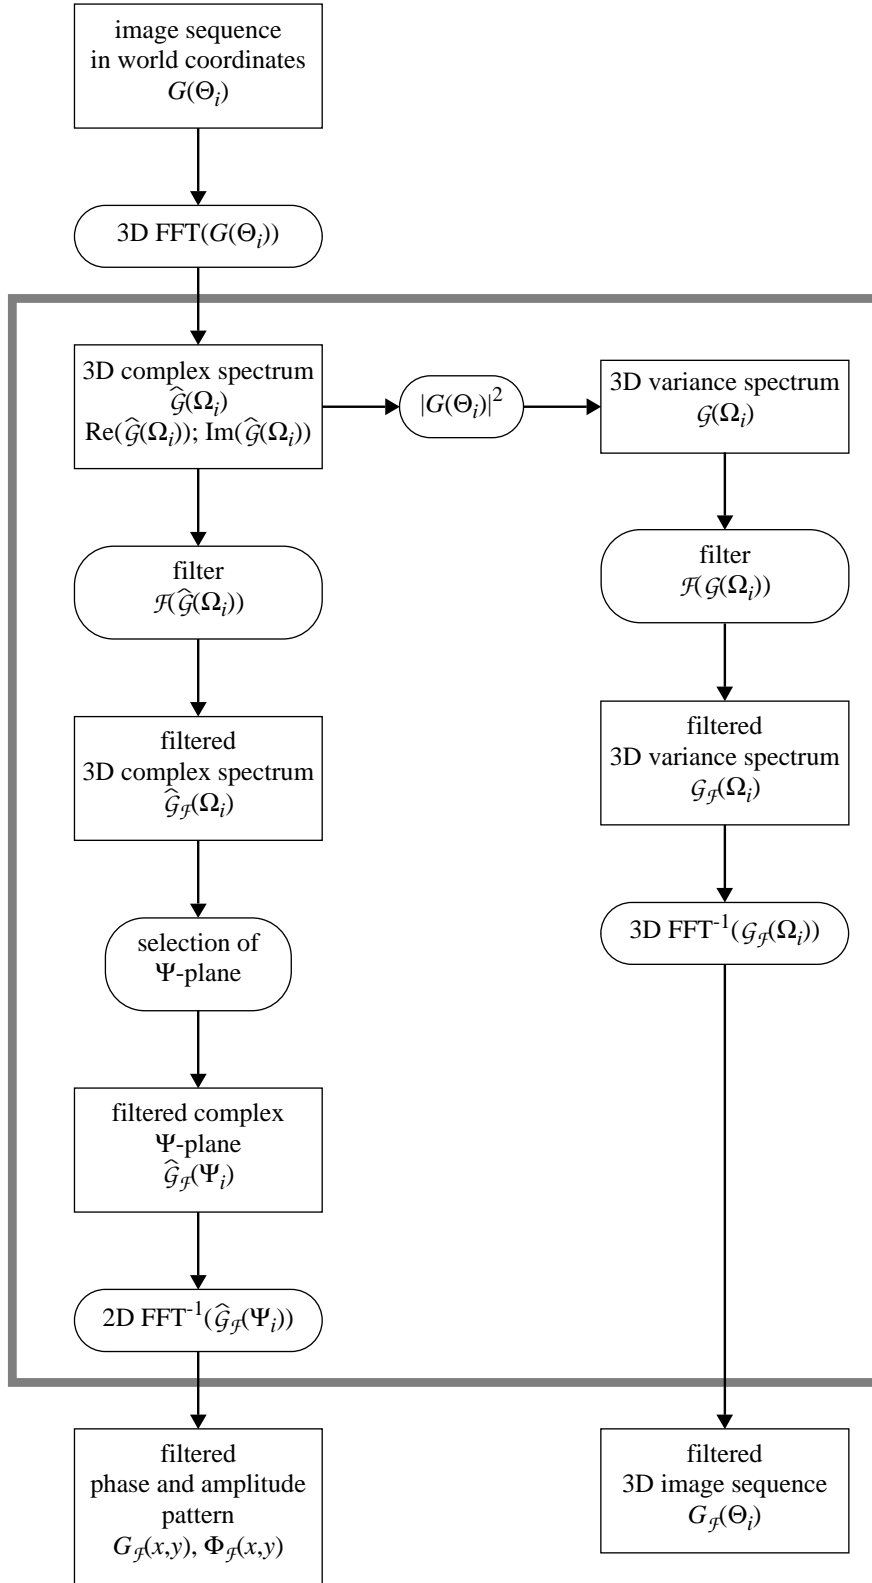 image sequence
in world coordinates
G(Θi)
3D FFT(G(Θi))
3D complex spectrum
Ĝ(Ωi)
Re(Ĝ(Ωi)); Im(Ĝ(Ωi))
|G(Θi)|²
3D variance spectrum
G(Ωi)
filter
F(Ĝ(Ωi))
filter
F(G(Ωi))
filtered
3D complex spectrum
ĜF(Ωi)
filtered
3D variance spectrum
GF(Ωi)
selection of
Ψ-plane
3D FFT⁻¹(GF(Ωi))
filtered complex
Ψ-plane
ĜF(Ψi)
2D FFT⁻¹(ĜF(Ψi))
filtered
phase and amplitude
pattern
GF(x,y), ΦF(x,y)
filtered
3D image sequence
GF(Θi)